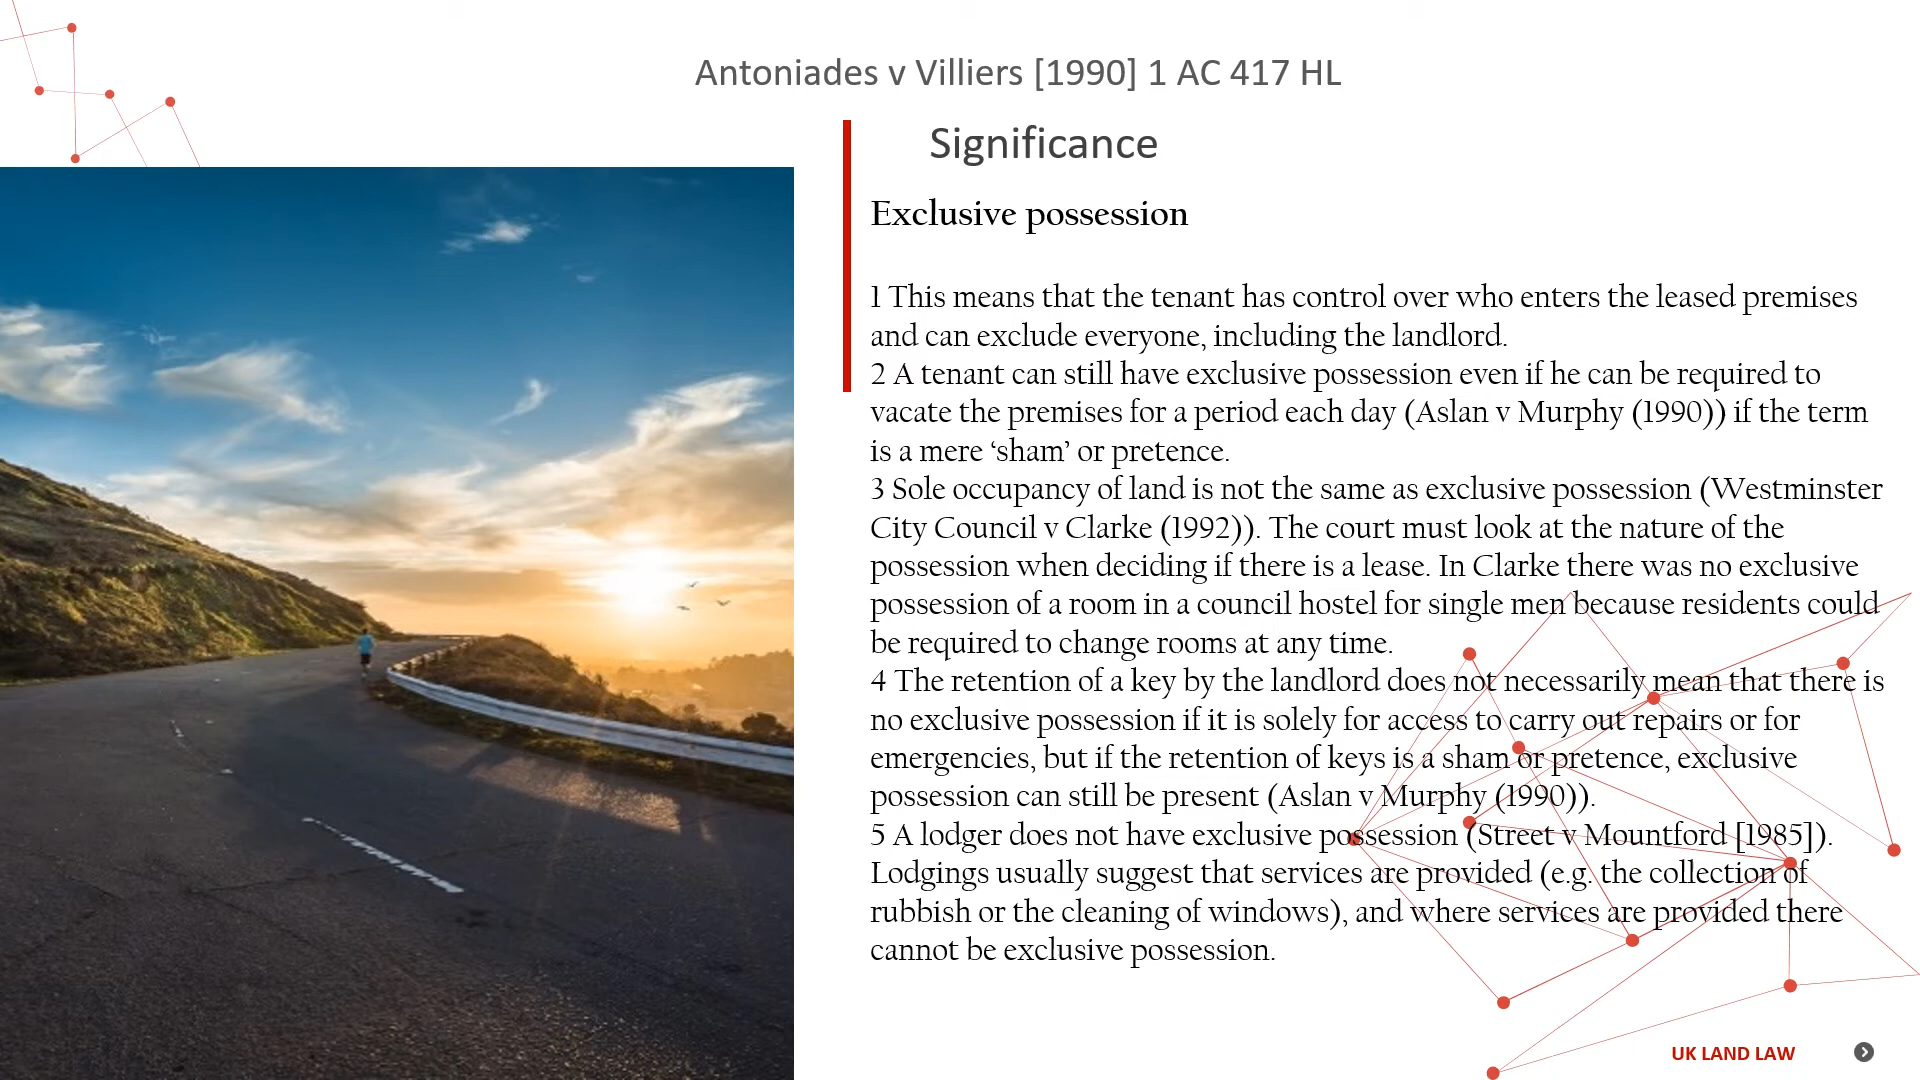 Antoniades v Villiers [1990] 1 AC 417 HL
Significance
Exclusive possession
1 This means that the tenant has control over who enters the leased premises
and can exclude everyone, including the landlord.
2 A tenant can still have exclusive possession even if he can be required to
vacate the premises for a period each day (Aslan v Murphy (1990)) if the term
is a mere ‘sham’ or pretence.
3 Sole occupancy of land is not the same as exclusive possession (Westminster
City Council v Clarke (1992)). The court must look at the nature of the
possession when deciding if there is a lease. In Clarke there was no exclusive
possession of a room in a council hostel for single men because residents could
be required to change rooms at any time.
4 The retention of a key by the landlord does not necessarily mean that there is
no exclusive possession if it is solely for access to carry out repairs or for
emergencies, but if the retention of keys is a sham or pretence, exclusive
possession can still be present (Aslan v Murphy (1990)).
5 A lodger does not have exclusive possession (Street v Mountford [1985]).
Lodgings usually suggest that services are provided (e.g. the collection of
rubbish or the cleaning of windows), and where services are provided there
cannot be exclusive possession.
UK LAND LAW